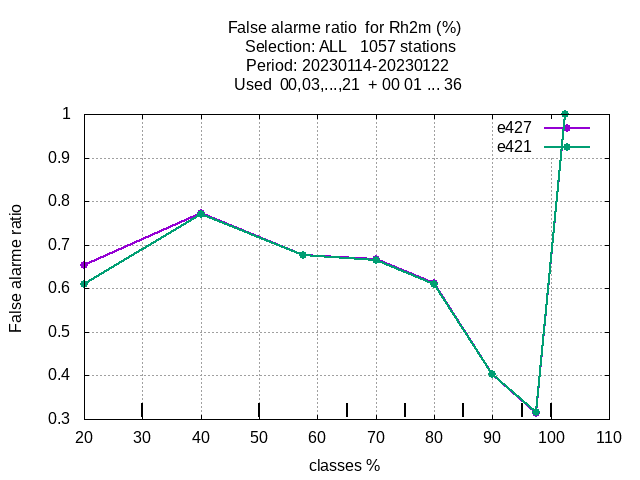 False alarme ratio  for Rh2m (%)
Selection: ALL   1057 stations
Period: 20230114-20230122
Used  00,03,...,21  + 00 01 ... 36
e427
e421
1
0.9
0.8
0.7
0.6
0.5
0.4
0.3
False alarme ratio
20 30 40 50 60 70 80 90 100 110
classes %